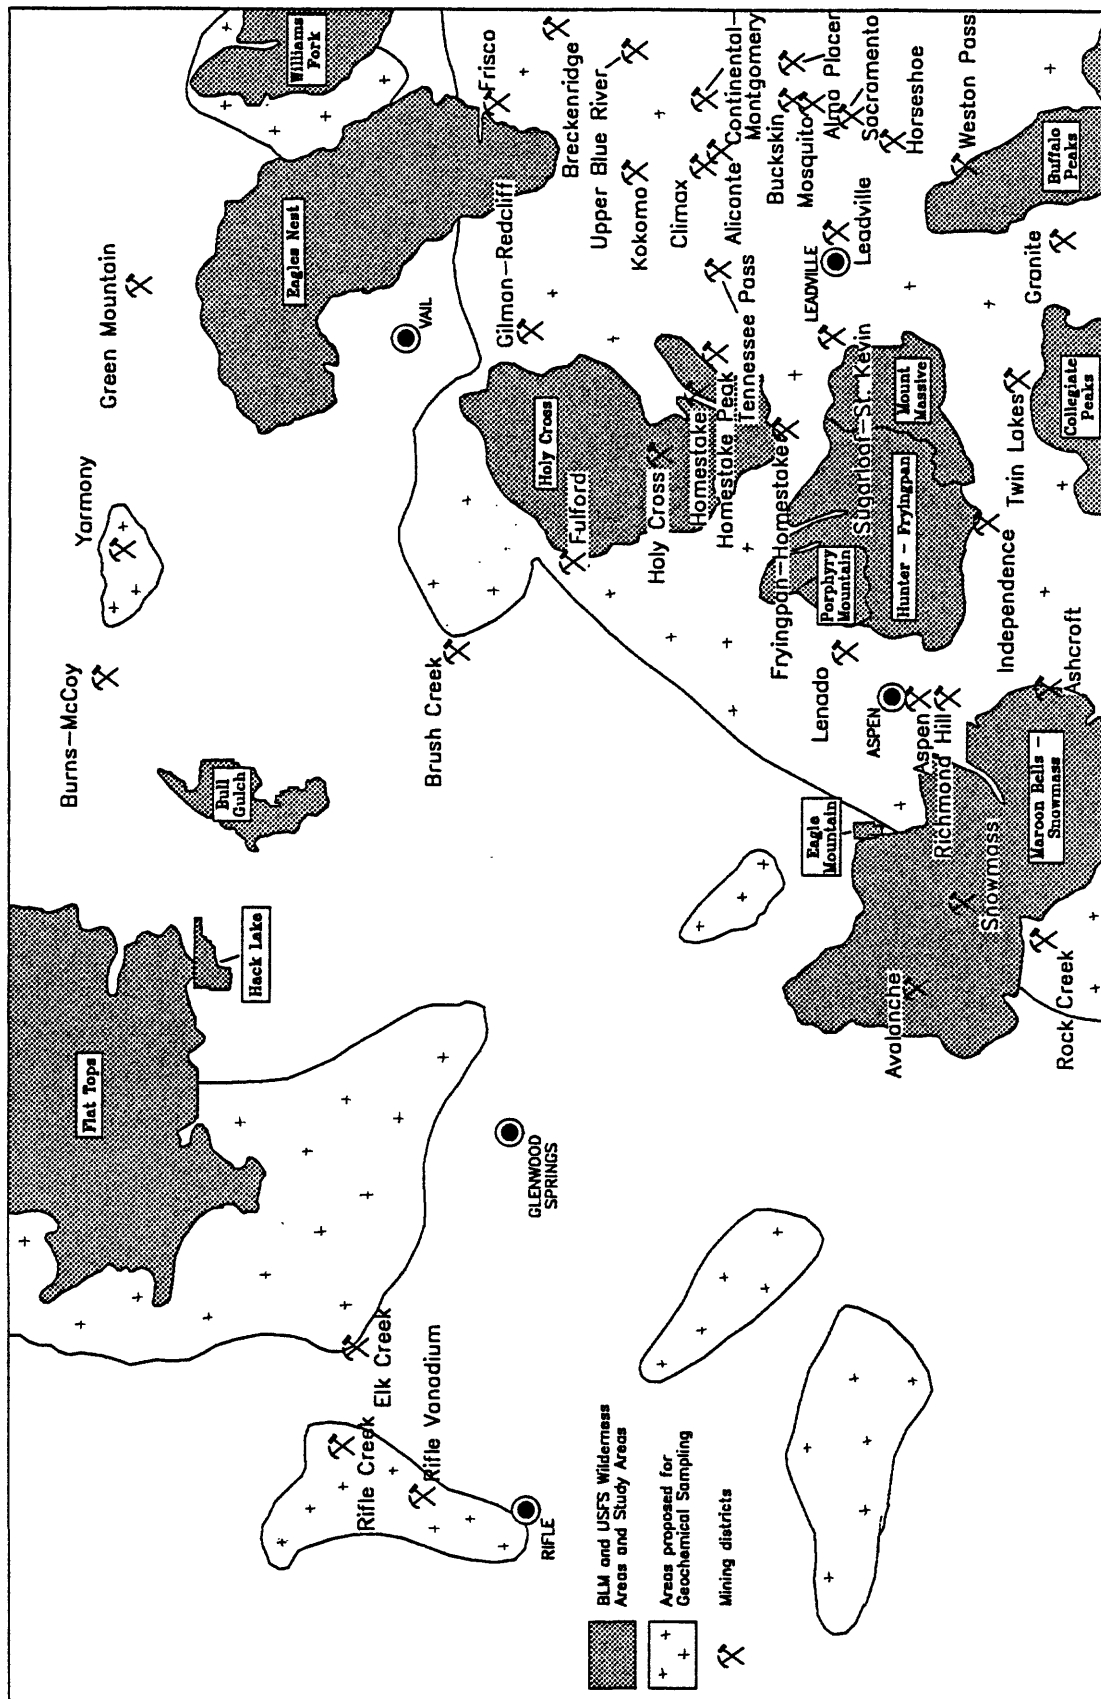 Flat Tops
Hack Lake
Bull
Gulch
Burns-McCoy
Yarmony
Green Mountain
Eagles Nest
Williams
Fork
Elk Creek
Rifle Creek
Rifle Vanadium
RIFLE
GLENWOOD
SPRINGS
Brush Creek
VAIL
Holy Cross
Fulford
Gilman-Redcliff
Frisco
Breckenridge
Upper Blue River
Kokomo
Climax
Alicante
Continental-
Montgomery
Buckskin
Mosquito
Alma Placer
Sacramento
Horseshoe
Weston Pass
Buffalo
Peaks
Holy Cross
Homestake
Homestake Peak
Tennessee Pass
Fryingpan-Homestake
LEADVILLE
Leadville
Sugarloaf-St. Kevin
Mount
Massive
Porphyry
Mountain
Hunter - Fryingpan
Lenado
ASPEN
Aspen
Richmond Hill
Independence
Twin Lakes
Granite
Collegiate
Peaks
Ashcroft
Eagle
Mountain
Maroon Bells -
Snowmass
Snowmass
Avalanche
Rock Creek
BLM and USFS Wilderness
Areas and Study Areas
Areas proposed for
Geochemical Sampling
Mining districts